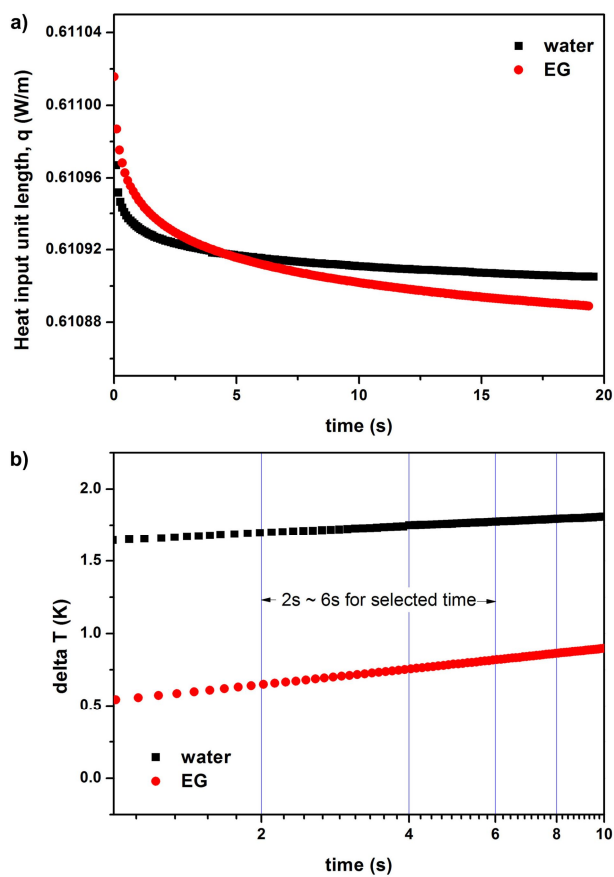 a)
0.61104
0.61100
0.61096
0.61092
0.61088
Heat input unit length, q (W/m)
water
EG
0
5
10
15
20
time (s)
b)
2.0
1.5
1.0
0.5
0.0
delta T (K)
2s ~ 6s for selected time
water
EG
2
4
6
8
10
time (s)